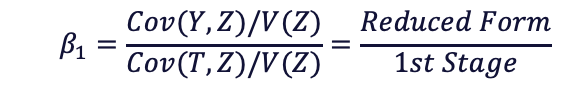 β₁ = Cov(Y, Z)/V(Z) / Cov(T, Z)/V(Z) = Reduced Form / 1st Stage